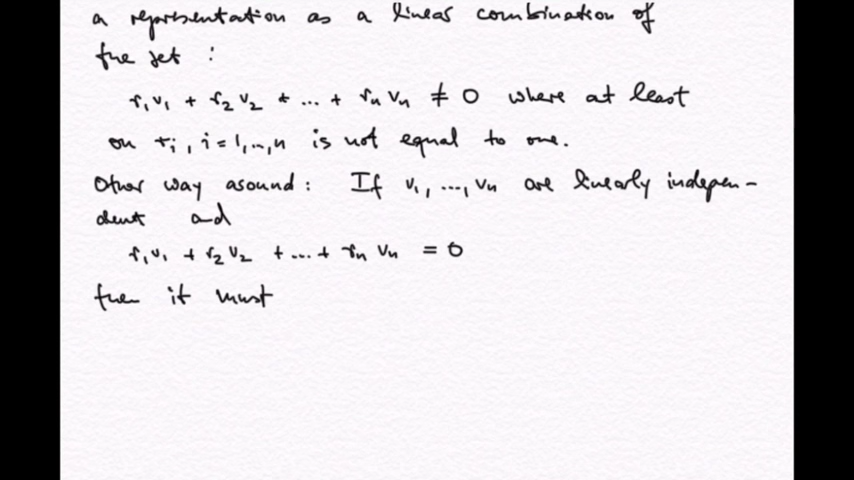 a representation as a linear combination of
the set :
r₁v₁ + r₂v₂ + ... + rₙvₙ ≠ 0 where at least
on rᵢ, i = 1,...,n is not equal to one.
Other way around: If v₁, ..., vₙ are linearly indepen-
dent and
r₁v₁ + r₂v₂ + ... + rₙvₙ = 0
then it must